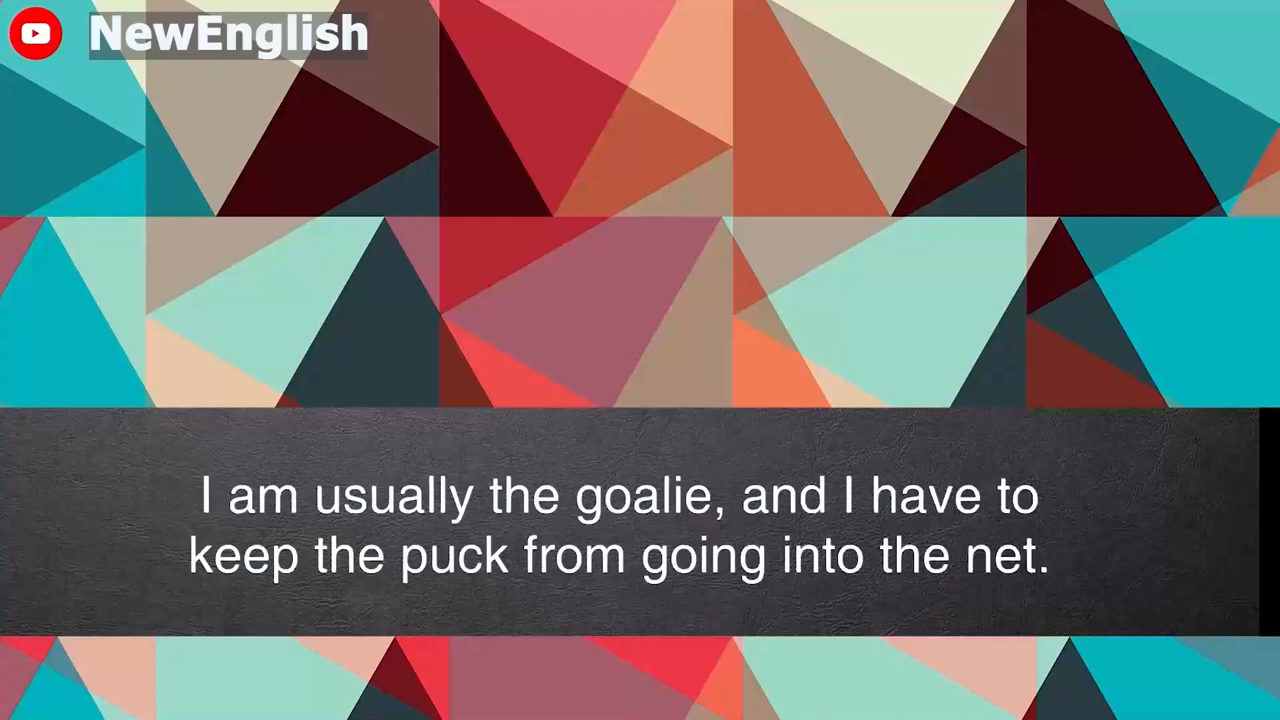 NewEnglish
I am usually the goalie, and I have to
keep the puck from going into the net.